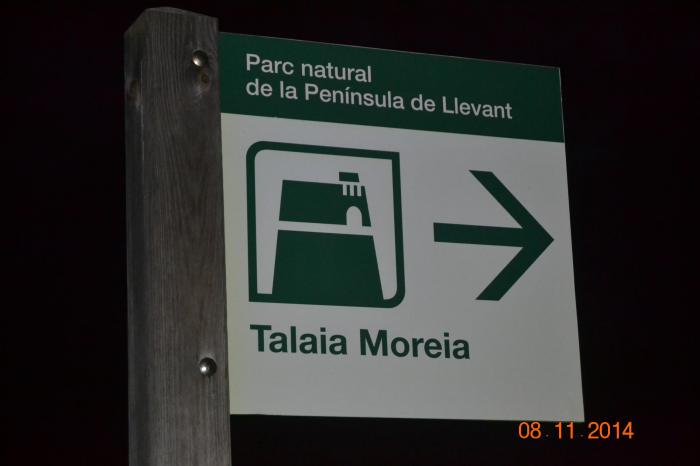 Parc natural
de la Península de Llevant
Talaia Moreia
08.11.2014